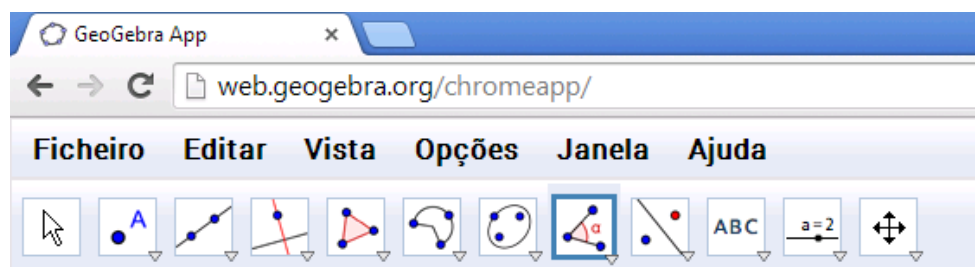 GeoGebra App
web.geogebra.org/chromeapp/
Ficheiro Editar Vista Opções Janela Ajuda
A α ABC a=2